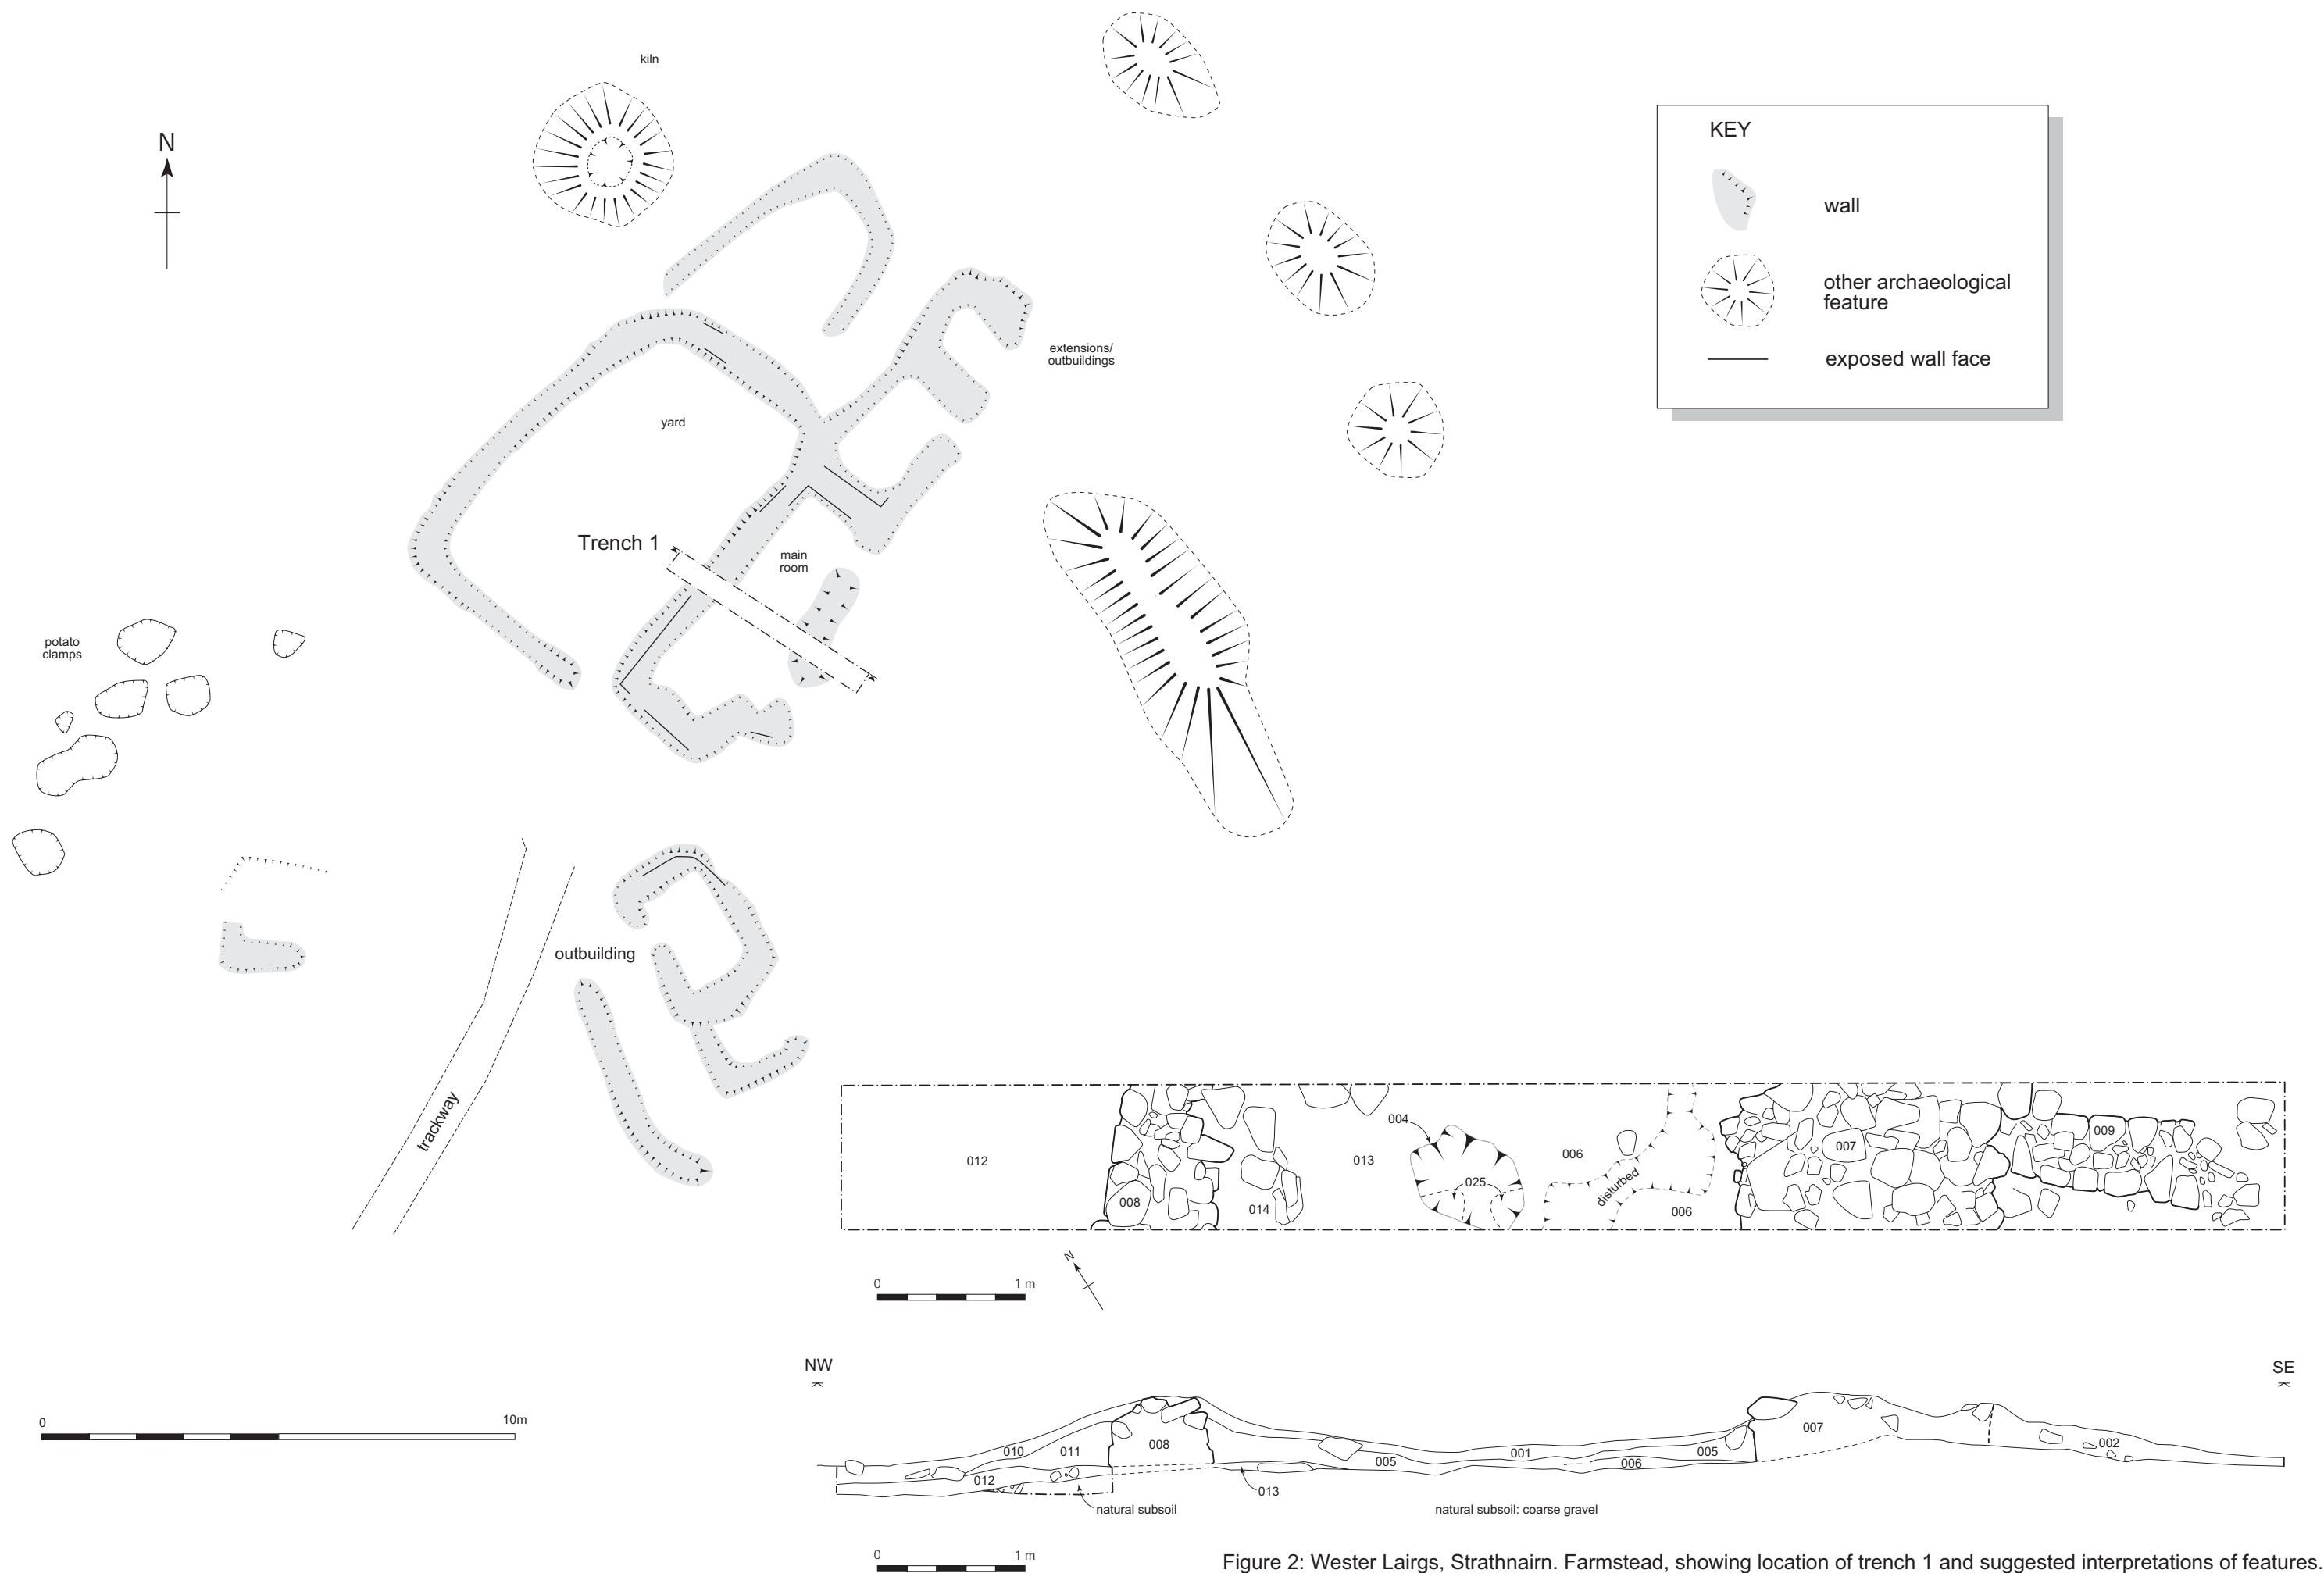 kiln
N
KEY
wall
other archaeological
feature
exposed wall face
extensions/
outbuildings
yard
Trench 1
main
room
potato
clamps
outbuilding
trackway
012
008
014
013
004
025
006
disturbed
006
007
009
0
1 m
N
NW
SE
010
011
012
008
013
005
001
006
005
007
002
natural subsoil
natural subsoil: coarse gravel
0
10m
0
1 m
Figure 2: Wester Lairgs, Strathnairn. Farmstead, showing location of trench 1 and suggested interpretations of features.